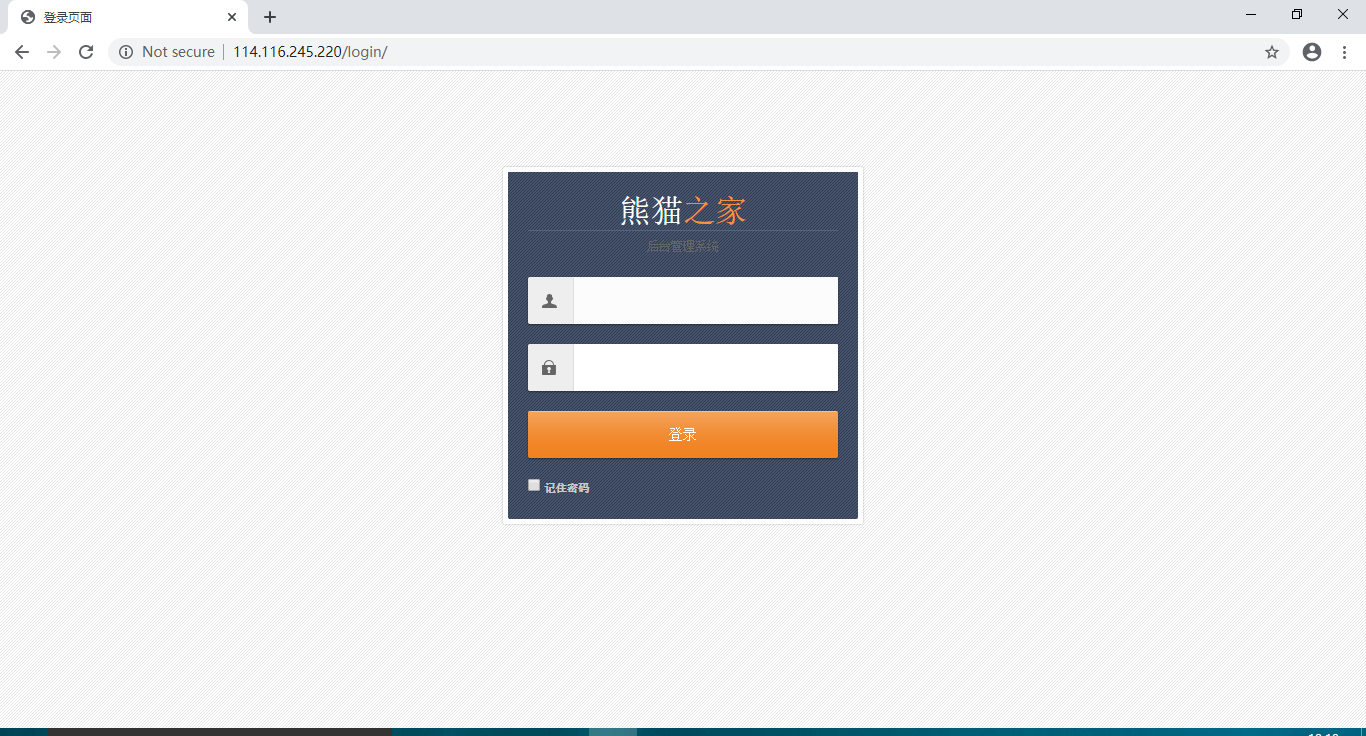 登录页面
Not secure 114.116.245.220/login/
熊猫之家
后台管理系统
登录
记住密码